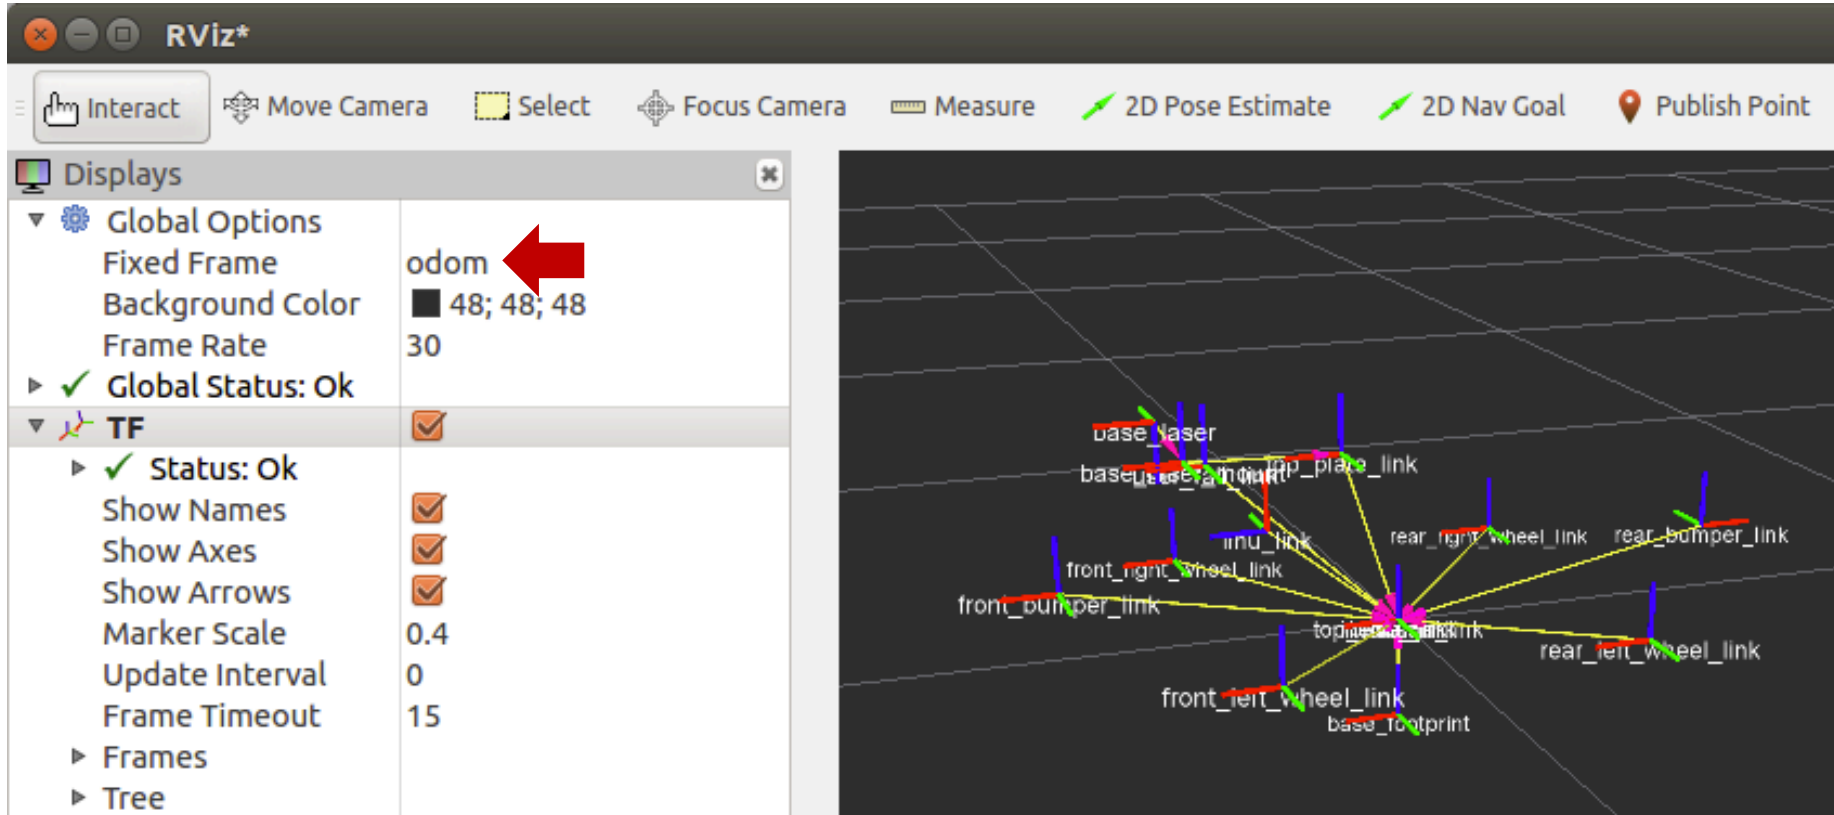 RViz*
Interact Move Camera Select Focus Camera Measure 2D Pose Estimate 2D Nav Goal Publish Point
Displays
Global Options
Fixed Frame odom
Background Color 48; 48; 48
Frame Rate 30
Global Status: Ok
TF
Status: Ok
Show Names
Show Axes
Show Arrows
Marker Scale 0.4
Update Interval 0
Frame Timeout 15
Frames
Tree
base_laser
top_plate_link
imu_link
rear_right_wheel_link
rear_bumper_link
front_right_wheel_link
front_bumper_link
rear_left_wheel_link
front_left_wheel_link
base_footprint